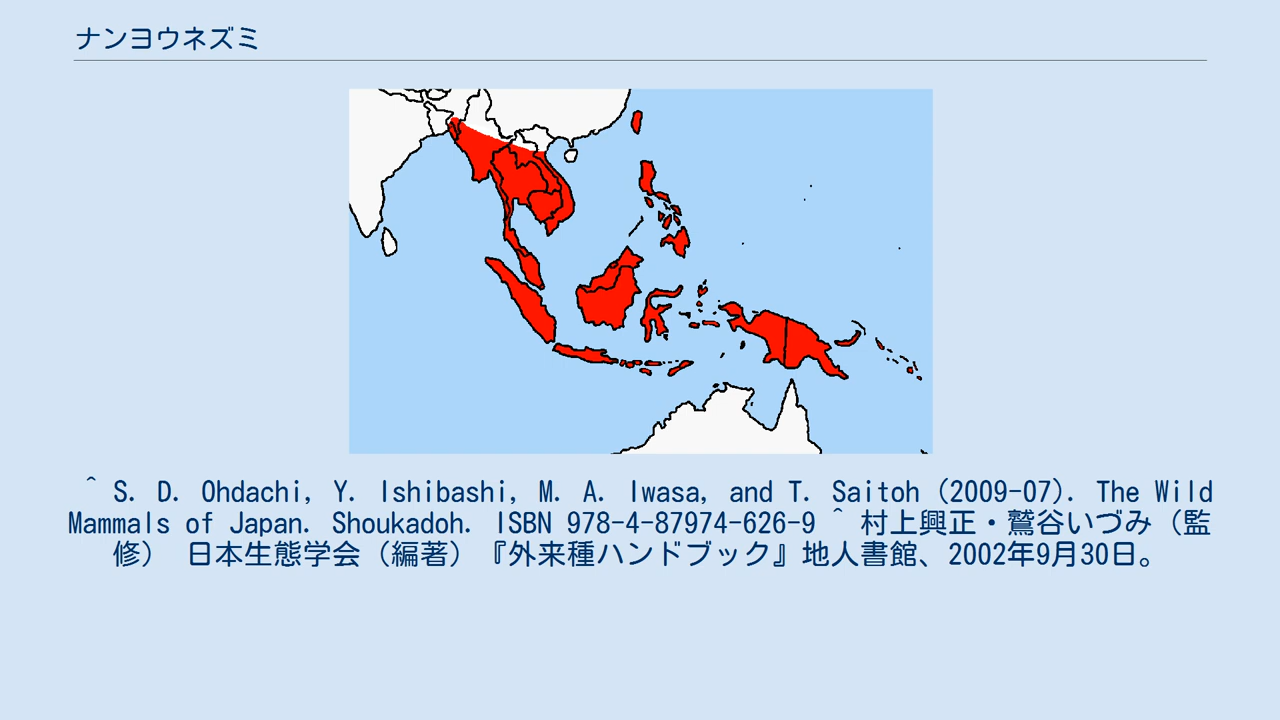 ナンヨウネズミ
^ S. D. Ohdachi, Y. Ishibashi, M. A. Iwasa, and T. Saitoh (2009-07). The Wild
Mammals of Japan. Shoukadoh. ISBN 978-4-87974-626-9 ^ 村上興正・鷲谷いづみ（監
修） 日本生態学会（編著）『外来種ハンドブック』地人書館、2002年9月30日。